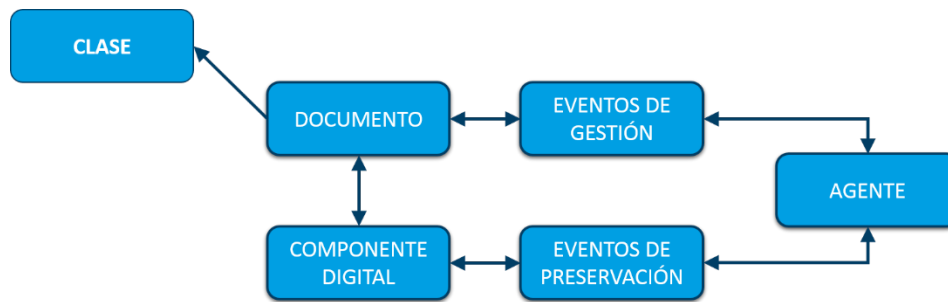 CLASE
DOCUMENTO
EVENTOS DE
GESTIÓN
AGENTE
COMPONENTE
DIGITAL
EVENTOS DE
PRESERVACIÓN